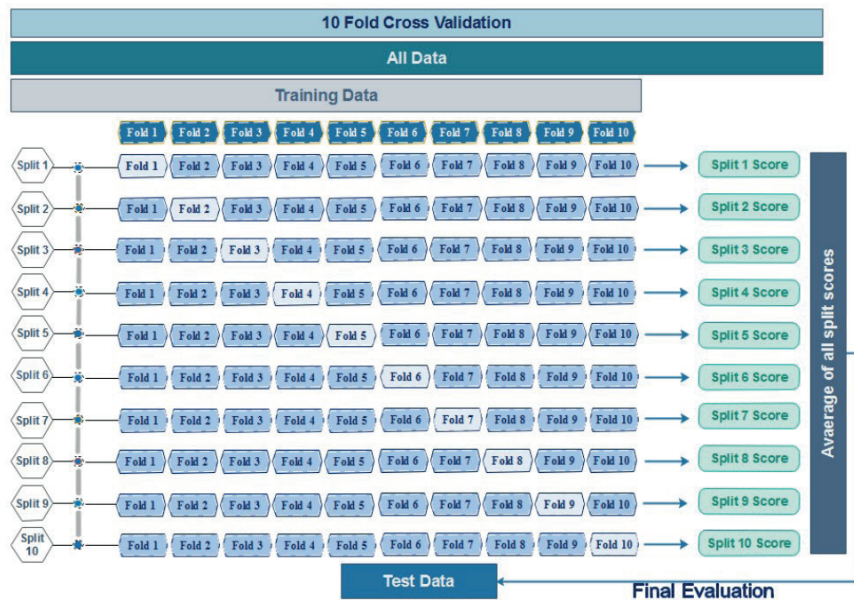 10 Fold Cross Validation
All Data
Training Data
Fold 1 Fold 2 Fold 3 Fold 4 Fold 5 Fold 6 Fold 7 Fold 8 Fold 9 Fold 10
Split 1 Fold 1 Fold 2 Fold 3 Fold 4 Fold 5 Fold 6 Fold 7 Fold 8 Fold 9 Fold 10 Split 1 Score
Split 2 Fold 1 Fold 2 Fold 3 Fold 4 Fold 5 Fold 6 Fold 7 Fold 8 Fold 9 Fold 10 Split 2 Score
Split 3 Fold 1 Fold 2 Fold 3 Fold 4 Fold 5 Fold 6 Fold 7 Fold 8 Fold 9 Fold 10 Split 3 Score
Split 4 Fold 1 Fold 2 Fold 3 Fold 4 Fold 5 Fold 6 Fold 7 Fold 8 Fold 9 Fold 10 Split 4 Score
Split 5 Fold 1 Fold 2 Fold 3 Fold 4 Fold 5 Fold 6 Fold 7 Fold 8 Fold 9 Fold 10 Split 5 Score
Split 6 Fold 1 Fold 2 Fold 3 Fold 4 Fold 5 Fold 6 Fold 7 Fold 8 Fold 9 Fold 10 Split 6 Score
Split 7 Fold 1 Fold 2 Fold 3 Fold 4 Fold 5 Fold 6 Fold 7 Fold 8 Fold 9 Fold 10 Split 7 Score
Split 8 Fold 1 Fold 2 Fold 3 Fold 4 Fold 5 Fold 6 Fold 7 Fold 8 Fold 9 Fold 10 Split 8 Score
Split 9 Fold 1 Fold 2 Fold 3 Fold 4 Fold 5 Fold 6 Fold 7 Fold 8 Fold 9 Fold 10 Split 9 Score
Split 10 Fold 1 Fold 2 Fold 3 Fold 4 Fold 5 Fold 6 Fold 7 Fold 8 Fold 9 Fold 10 Split 10 Score
Avaerage of all split scores
Test Data
Final Evaluation